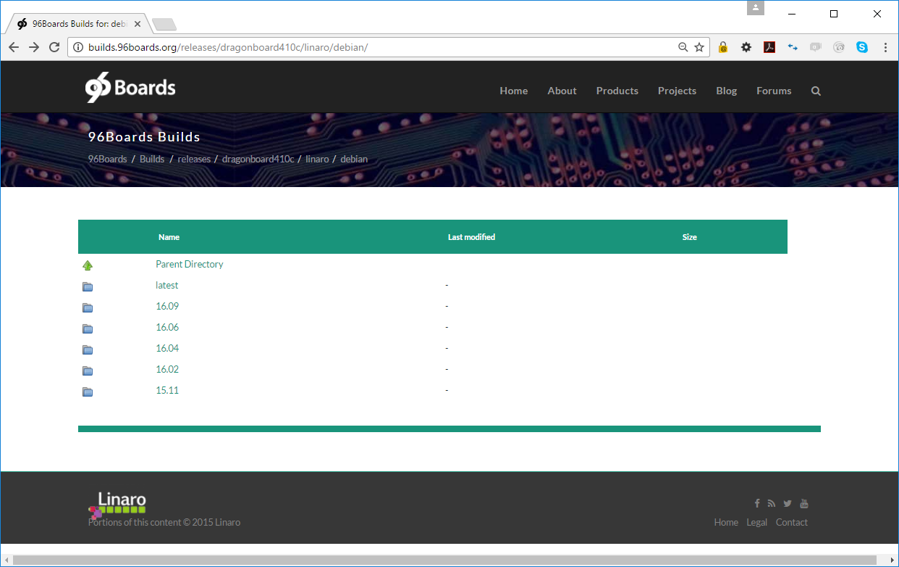 96Boards Builds for: deb
builds.96boards.org/releases/dragonboard410c/linaro/debian/
96 Boards
Home About Products Projects Blog Forums
96Boards Builds
96Boards / Builds / releases / dragonboard410c / linaro / debian
Name Last modified Size
Parent Directory
latest -
16.09 -
16.06 -
16.04 -
16.02 -
15.11 -
Linaro
Portions of this content © 2015 Linaro
Home Legal Contact